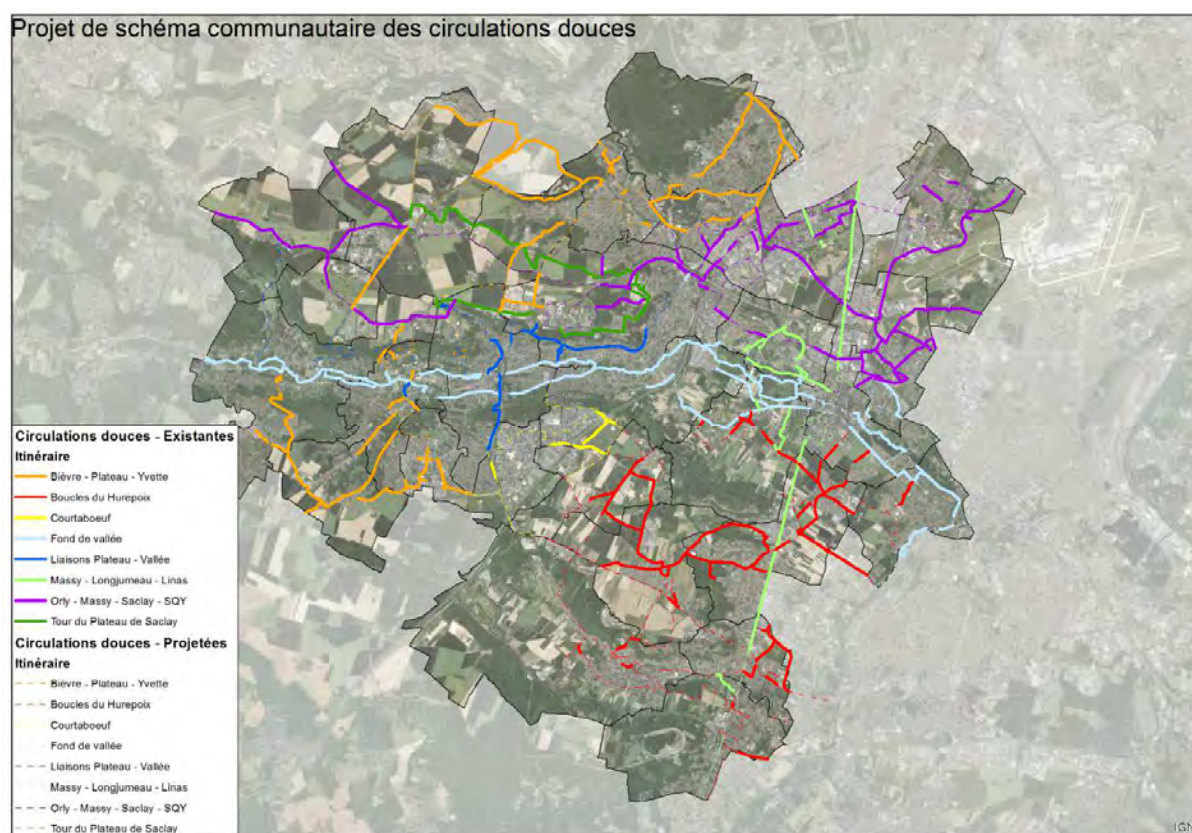 Projet de schéma communautaire des circulations douces
Circulations douces - Existantes
Itinéraire
Bièvre - Plateau - Yvette
Boucles du Hurepoix
Courtaboeuf
Fond de vallée
Liaisons Plateau - Vallée
Massy - Longjumeau - Linas
Orly - Massy - Saclay - SQY
Tour du Plateau de Saclay
Circulations douces - Projetées
Itinéraire
Bièvre - Plateau - Yvette
Boucles du Hurepoix
Courtaboeuf
Fond de vallée
Liaisons Plateau - Vallée
Massy - Longjumeau - Linas
Orly - Massy - Saclay - SQY
Tour du Plateau de Saclay
IGN